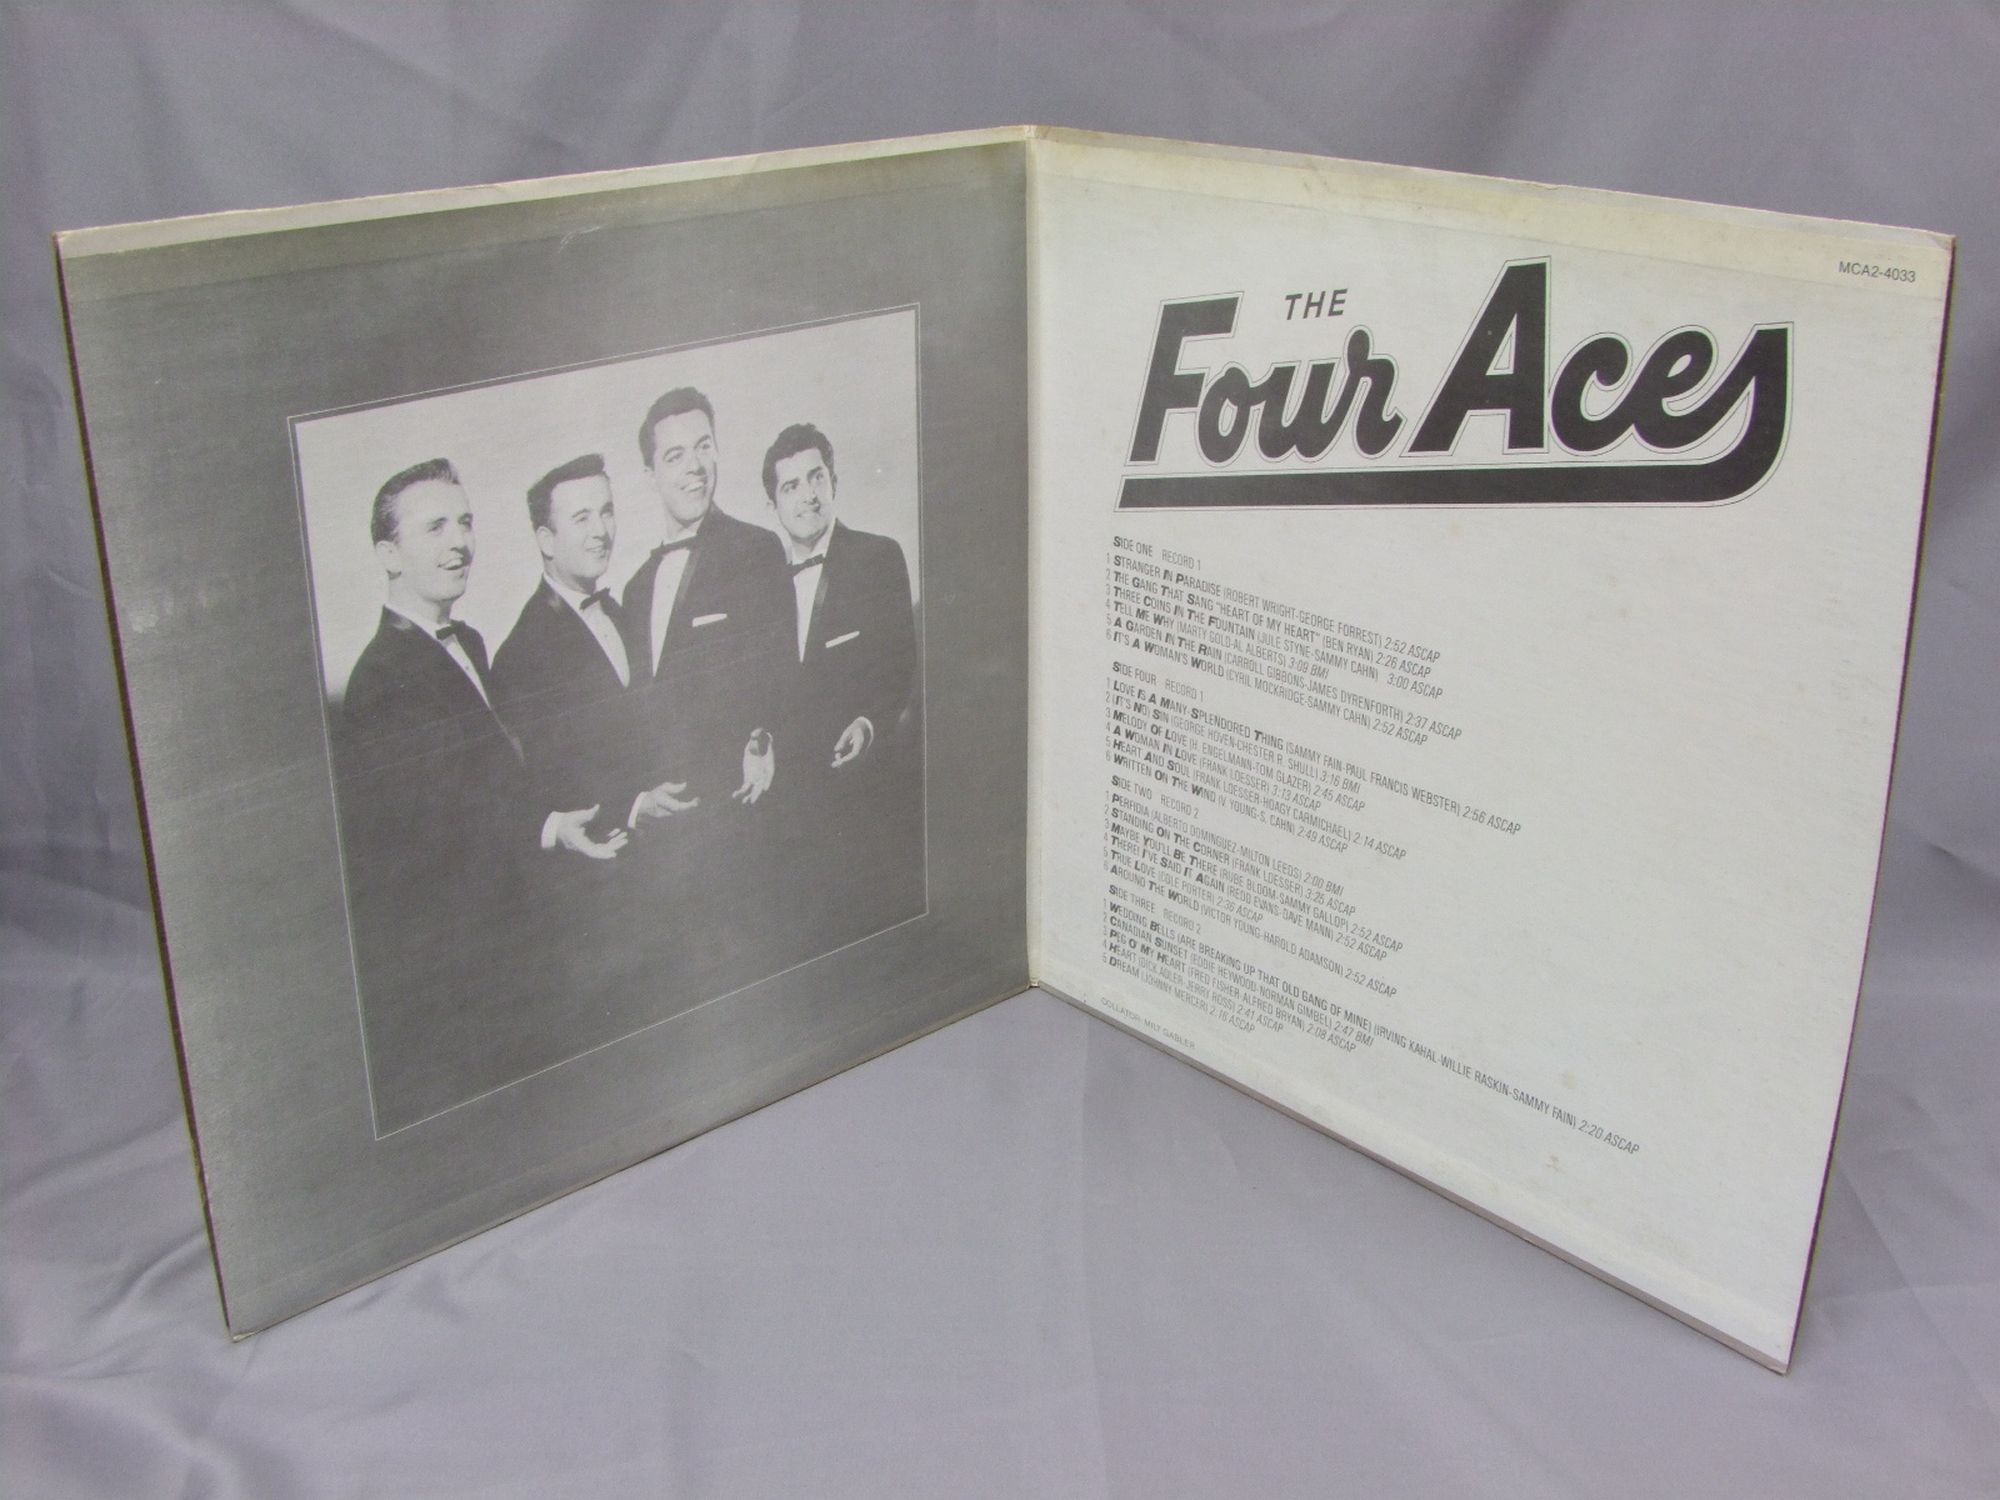 MCA2-4033
THE
Four Aces
SIDE ONE RECORD 1
1 STRANGER IN PARADISE (ROBERT WRIGHT-GEORGE FORREST) 2:52 ASCAP
2 THE GANG THAT SANG "HEART OF MY HEART" (BEN RYAN) 2:26 ASCAP
3 THREE COINS IN THE FOUNTAIN (JULE STYNE-SAMMY CAHN) 3:00 ASCAP
4 TELL ME WHY (MARTY GOLD-AL ALBERTS) 3:09 BMI
5 A GARDEN IN THE RAIN (CARROLL GIBBONS-JAMES DYRENFORTH) 2:37 ASCAP
6 IT'S A WOMAN'S WORLD (CYRIL MOCKRIDGE-SAMMY CAHN) 2:52 ASCAP
SIDE FOUR RECORD 1
1 LOVE IS A MANY-SPLENDORED THING (SAMMY FAIN-PAUL FRANCIS WEBSTER) 2:56 ASCAP
2 (IT'S NO) SIN (GEORGE HOVEN-CHESTER R. SHULL) 3:16 BMI
3 MELODY OF LOVE (H. ENGELMANN-TOM GLAZER) 2:45 ASCAP
4 A WOMAN IN LOVE (FRANK LOESSER) 3:13 ASCAP
5 HEART AND SOUL (FRANK LOESSER-HOAGY CARMICHAEL) 2:14 ASCAP
6 WRITTEN ON THE WIND (V. YOUNG-S. CAHN) 2:49 ASCAP
SIDE TWO RECORD 2
1 PERFIDIA (ALBERTO DOMINGUEZ-MILTON LEEDS) 2:00 BMI
2 STANDING ON THE CORNER (FRANK LOESSER) 3:25 ASCAP
3 MAYBE YOU'LL BE THERE (RUBE BLOOM-SAMMY GALLOP) 2:52 ASCAP
4 THERE! I'VE SAID IT AGAIN (REDD EVANS-DAVE MANN) 2:52 ASCAP
5 TRUE LOVE (COLE PORTER) 2:36 ASCAP
6 AROUND THE WORLD (VICTOR YOUNG-HAROLD ADAMSON) 2:52 ASCAP
SIDE THREE RECORD 2
1 WEDDING BELLS (ARE BREAKING UP THAT OLD GANG OF MINE) (IRVING KAHAL-WILLIE RASKIN-SAMMY FAIN) 2:20 ASCAP
2 CANADIAN SUNSET (EDDIE HEYWOOD-NORMAN GIMBEL) 2:47 BMI
3 PEG O' MY HEART (FRED FISHER-ALFRED BRYAN) 2:08 ASCAP
4 HEART (DICK ADLER-JERRY ROSS) 2:41 ASCAP
5 DREAM (JOHNNY MERCER) 2:16 ASCAP
COLLATOR: MILT GABLER